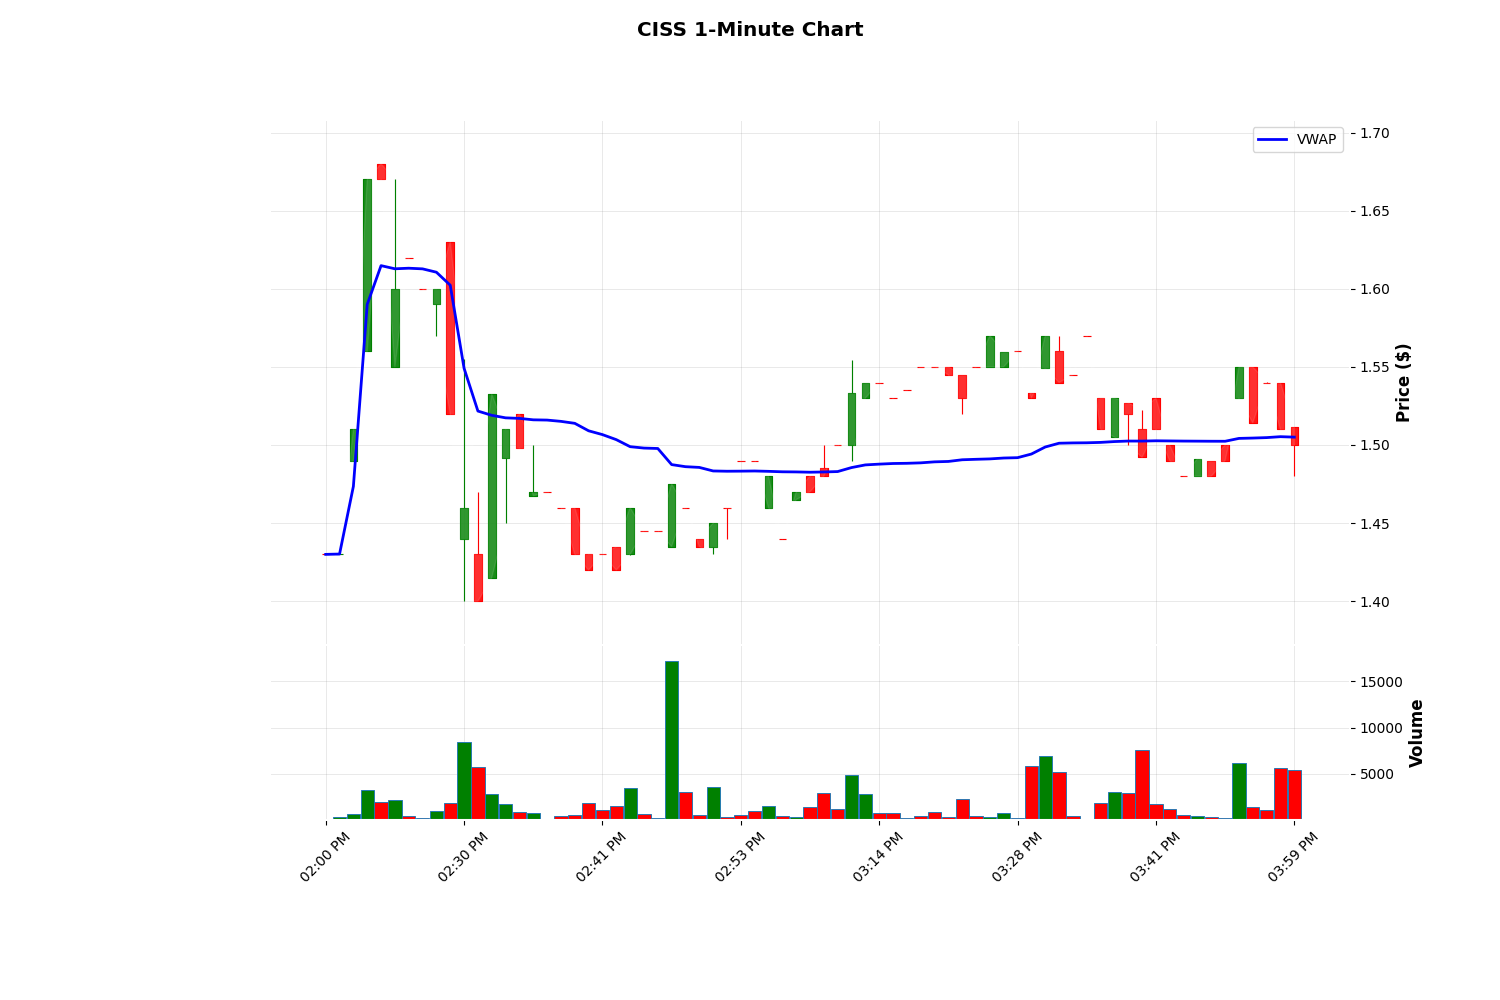 CISS 1-Minute Chart
VWAP
1.70
1.65
1.60
1.55
1.50
1.45
1.40
Price ($)
15000
10000
5000
Volume
02:00 PM
02:30 PM
02:41 PM
02:53 PM
03:14 PM
03:28 PM
03:41 PM
03:59 PM